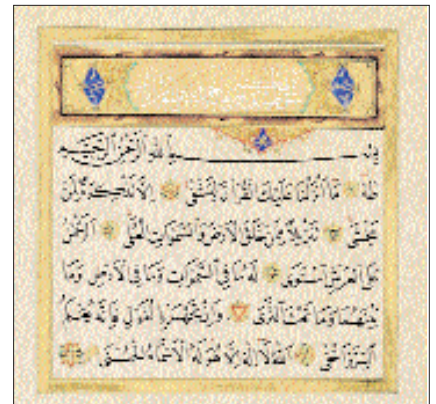 بسم الله الرحمن الرحيم
طه ما أنزلنا عليك القرآن لتشقى إلا تذكرة لمن
يخشى تنزيلا ممن خلق الأرض والسموات العلى الرحمن
على العرش استوى له ما في السموات وما في الأرض وما
بينهما وما تحت الثرى وإن تجهر بالقول فإنه يعلم
السر وأخفى الله لا إله إلا هو له الأسماء الحسنى